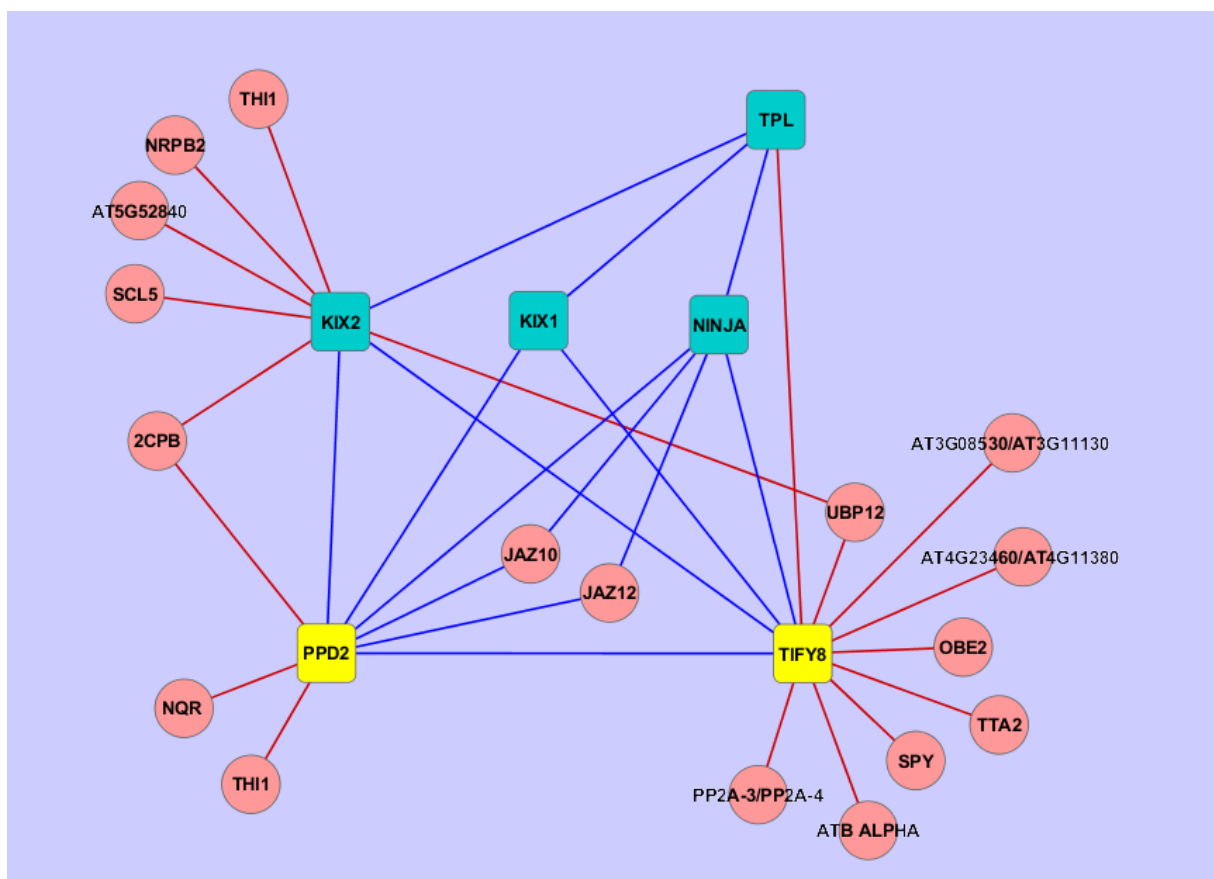 THI1
TPL
NRPB2
AT5G52840
SCL5
KIX2
KIX1
NINJA
2CPB
AT3G08530/AT3G11130
UBP12
JAZ10
AT4G23460/AT4G11380
JAZ12
PPD2
TIFY8
OBE2
NQR
TTA2
SPY
THI1
PP2A-3/PP2A-4
ATB ALPHA